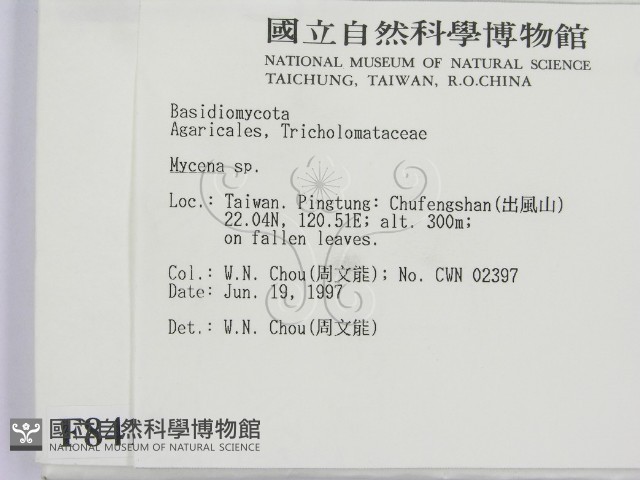 國立自然科學博物館
NATIONAL MUSEUM OF NATURAL SCIENCE
TAICHUNG, TAIWAN, R.O.CHINA
Basidiomycota
Agaricales, Tricholomataceae
Mycena sp.
Loc.: Taiwan. Pingtung: Chufengshan(出風山)
22.04N, 120.51E; alt. 300m;
on fallen leaves.
Col.: W.N. Chou(周文能); No. CWN 02397
Date: Jun. 19, 1997
Det.: W.N. Chou(周文能)
F84
國立自然科學博物館
NATIONAL MUSEUM OF NATURAL SCIENCE